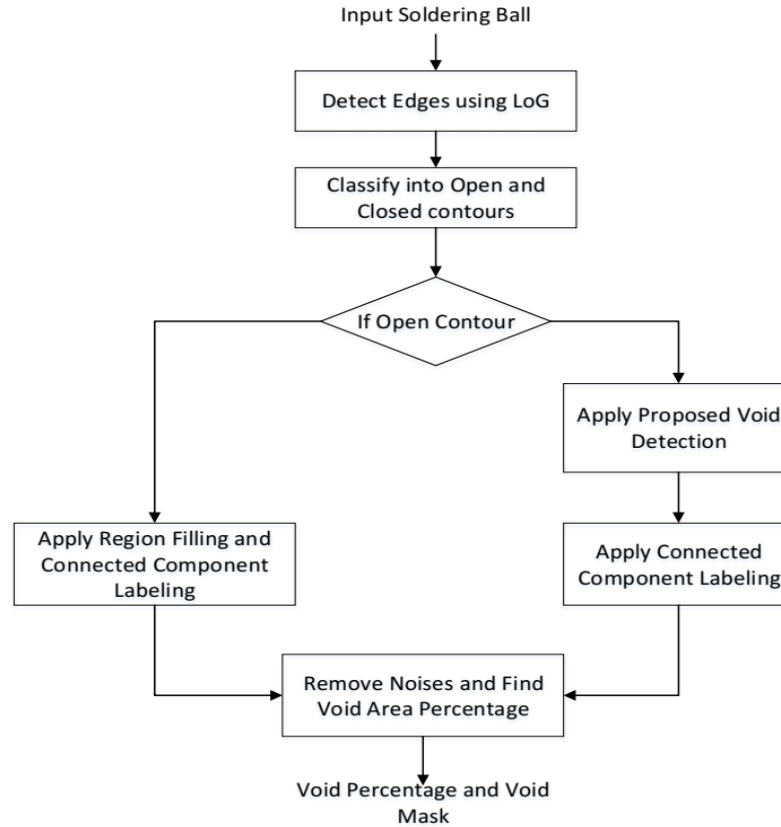 Input Soldering Ball
Detect Edges using LoG
Classify into Open and
Closed contours
If Open Contour
Apply Proposed Void
Detection
Apply Region Filling and
Connected Component
Labeling
Apply Connected
Component Labeling
Remove Noises and Find
Void Area Percentage
Void Percentage and Void
Mask